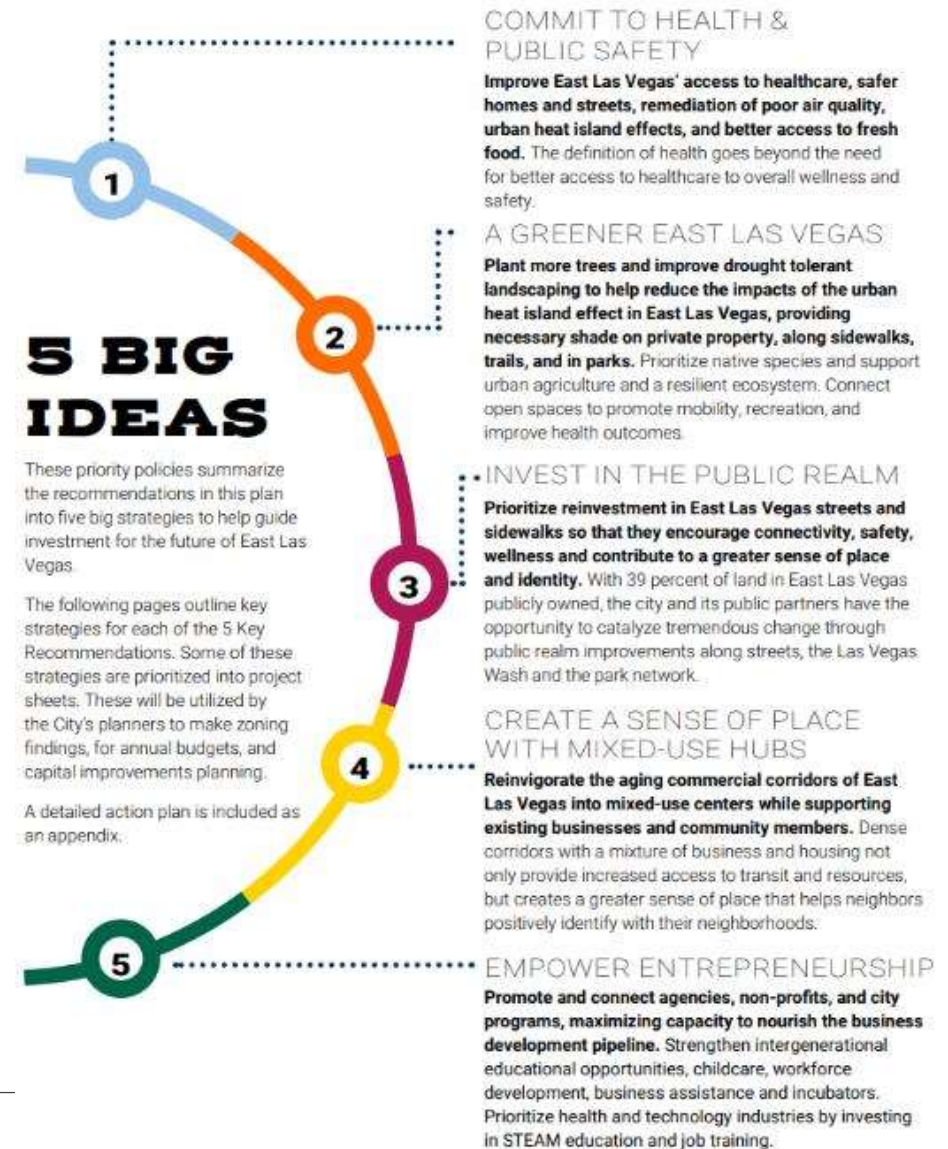 5 BIG
IDEAS
These priority policies summarize
the recommendations in this plan
into five big strategies to help guide
investment for the future of East Las
Vegas.
The following pages outline key
strategies for each of the 5 Key
Recommendations. Some of these
strategies are prioritized into project
sheets. These will be utilized by
the City's planners to make zoning
findings, for annual budgets, and
capital improvements planning.
A detailed action plan is included as
an appendix.
1
COMMIT TO HEALTH &
PUBLIC SAFETY
Improve East Las Vegas' access to healthcare, safer
homes and streets, remediation of poor air quality,
urban heat island effects, and better access to fresh
food. The definition of health goes beyond the need
for better access to healthcare to overall wellness and
safety.
2
A GREENER EAST LAS VEGAS
Plant more trees and improve drought tolerant
landscaping to help reduce the impacts of the urban
heat island effect in East Las Vegas, providing
necessary shade on private property, along sidewalks,
trails, and in parks. Prioritize native species and support
urban agriculture and a resilient ecosystem. Connect
open spaces to promote mobility, recreation, and
improve health outcomes.
3
INVEST IN THE PUBLIC REALM
Prioritize reinvestment in East Las Vegas streets and
sidewalks so that they encourage connectivity, safety,
wellness and contribute to a greater sense of place
and identity. With 39 percent of land in East Las Vegas
publicly owned, the city and its public partners have the
opportunity to catalyze tremendous change through
public realm improvements along streets, the Las Vegas
Wash and the park network.
4
CREATE A SENSE OF PLACE
WITH MIXED-USE HUBS
Reinvigorate the aging commercial corridors of East
Las Vegas into mixed-use centers while supporting
existing businesses and community members. Dense
corridors with a mixture of business and housing not
only provide increased access to transit and resources,
but creates a greater sense of place that helps neighbors
positively identify with their neighborhoods.
5
EMPOWER ENTREPRENEURSHIP
Promote and connect agencies, non-profits, and city
programs, maximizing capacity to nourish the business
development pipeline. Strengthen intergenerational
educational opportunities, childcare, workforce
development, business assistance and incubators.
Prioritize health and technology industries by investing
in STEAM education and job training.